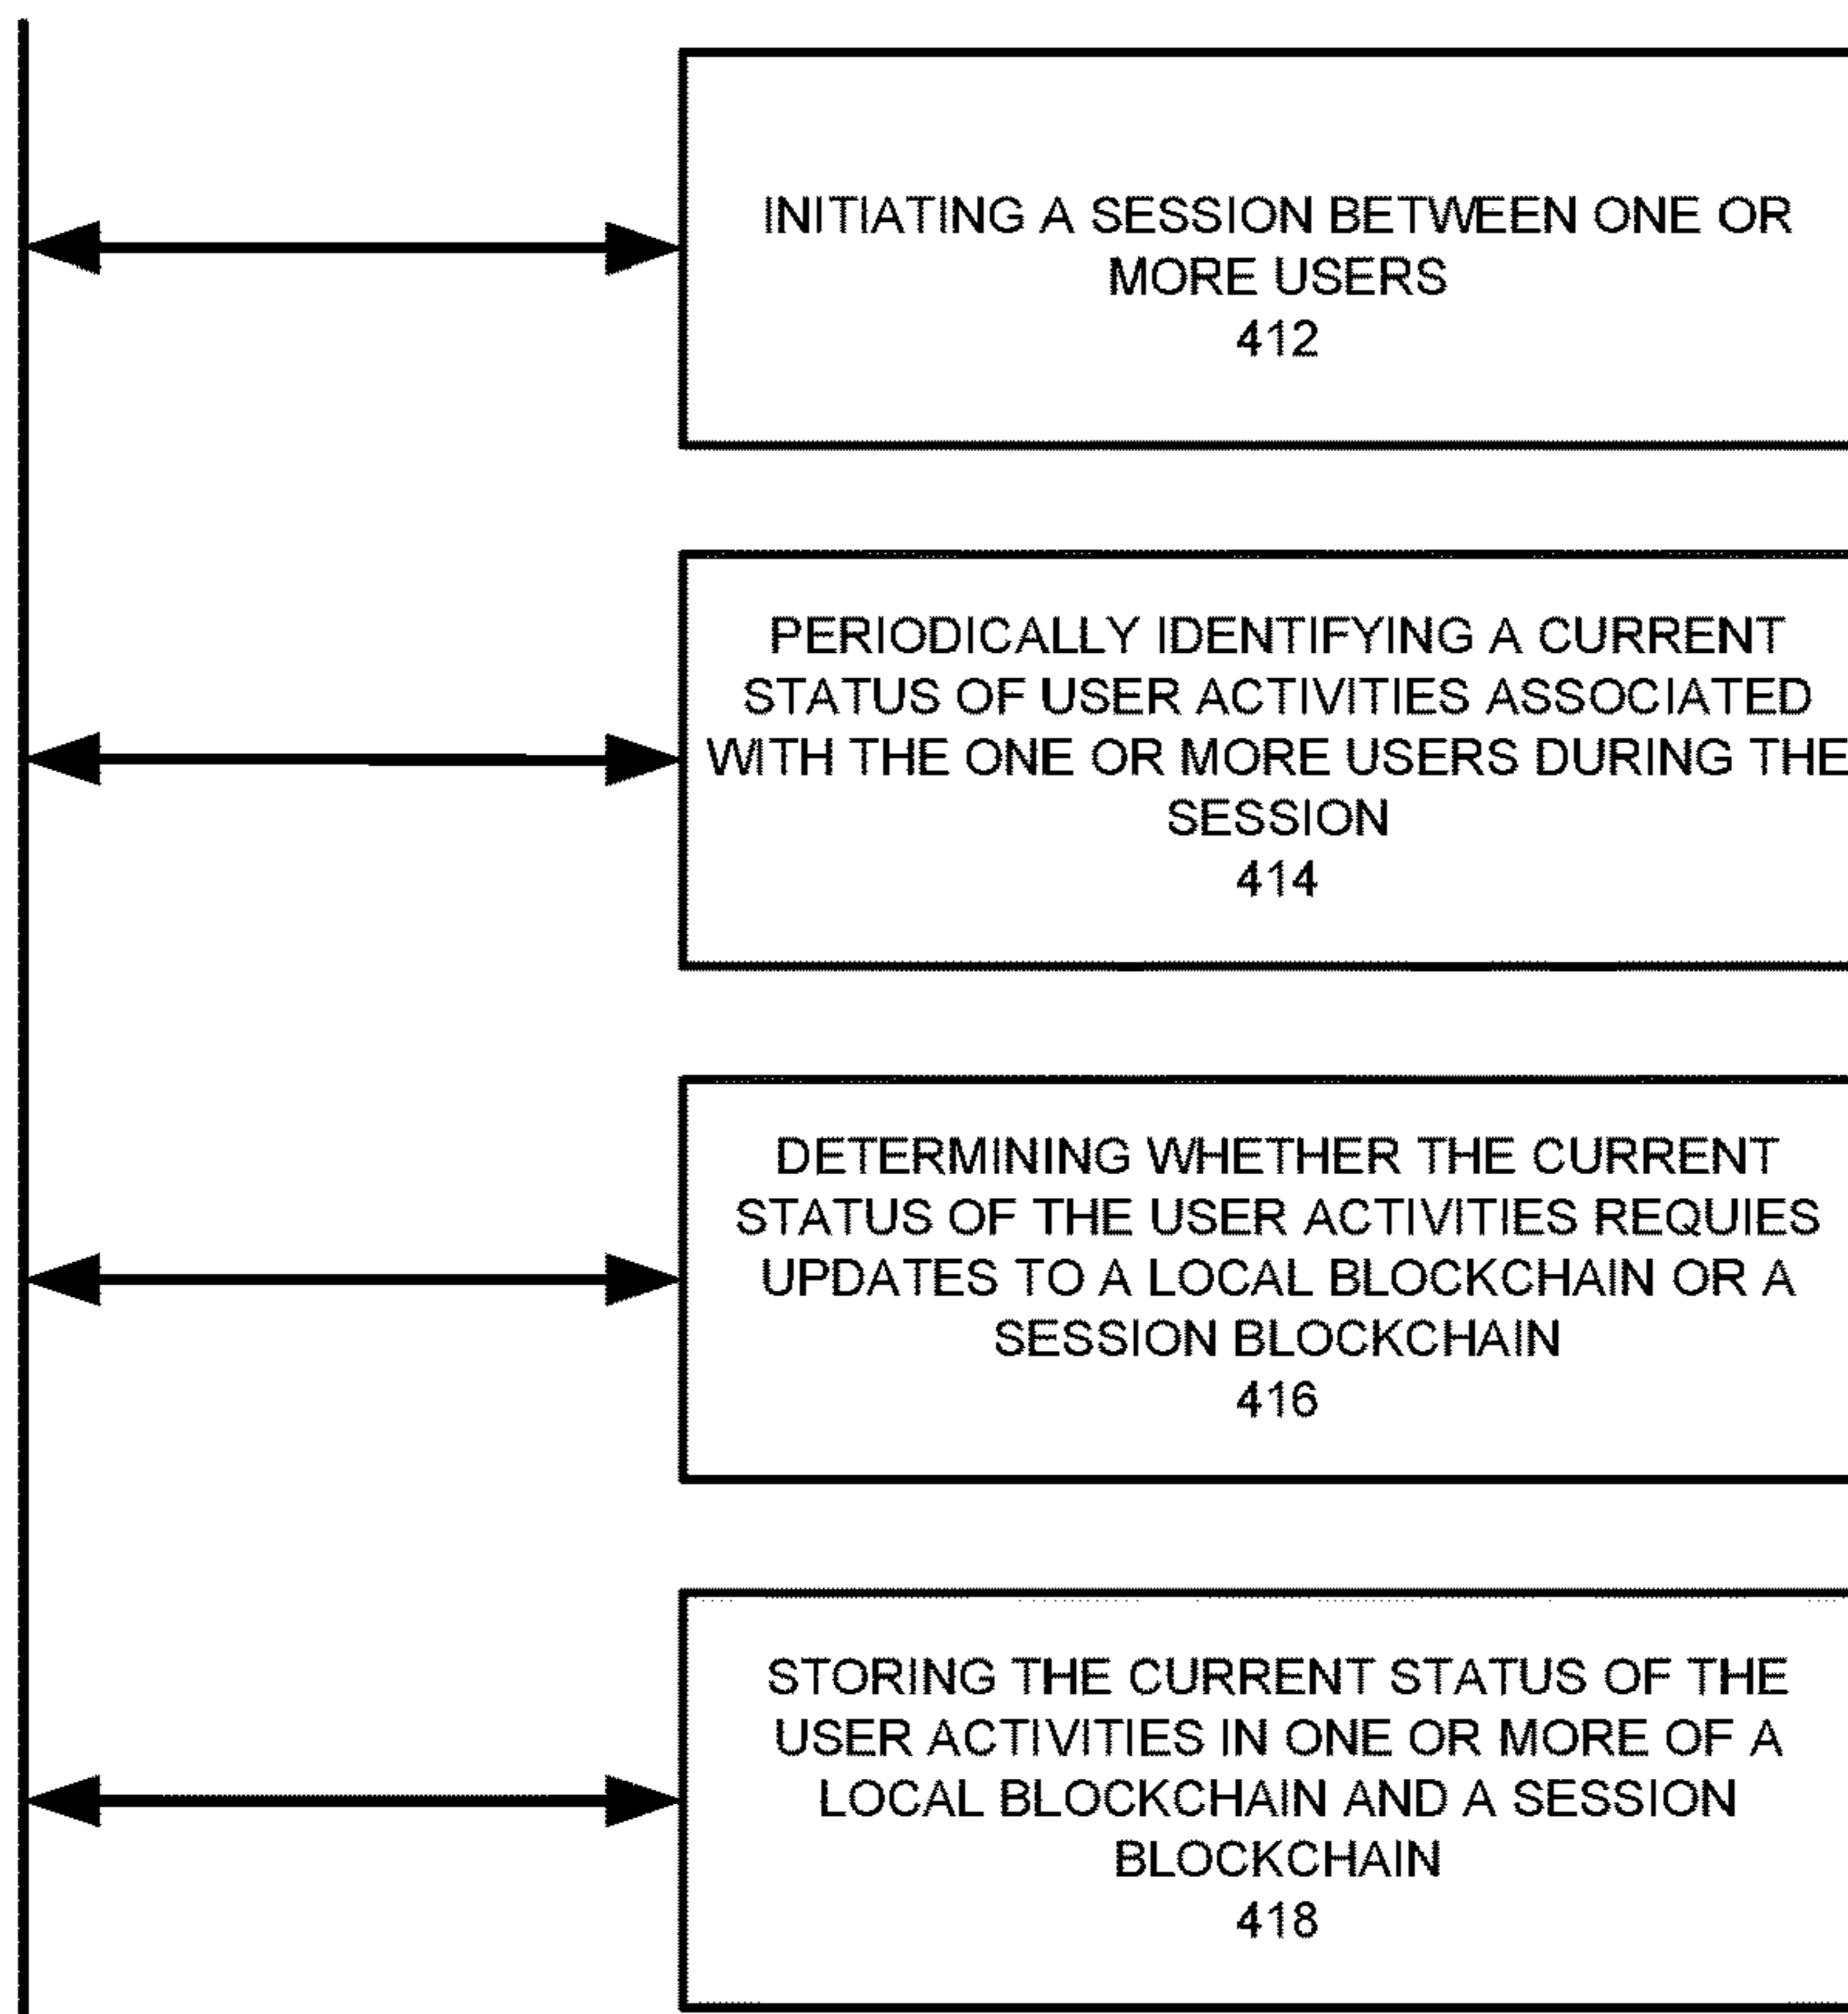 INITIATING A SESSION BETWEEN ONE OR
MORE USERS
412
PERIODICALLY IDENTIFYING A CURRENT
STATUS OF USER ACTIVITIES ASSOCIATED
WITH THE ONE OR MORE USERS DURING THE
SESSION
414
DETERMINING WHETHER THE CURRENT
STATUS OF THE USER ACTIVITIES REQUIES
UPDATES TO A LOCAL BLOCKCHAIN OR A
SESSION BLOCKCHAIN
416
STORING THE CURRENT STATUS OF THE
USER ACTIVITIES IN ONE OR MORE OF A
LOCAL BLOCKCHAIN AND A SESSION
BLOCKCHAIN
418